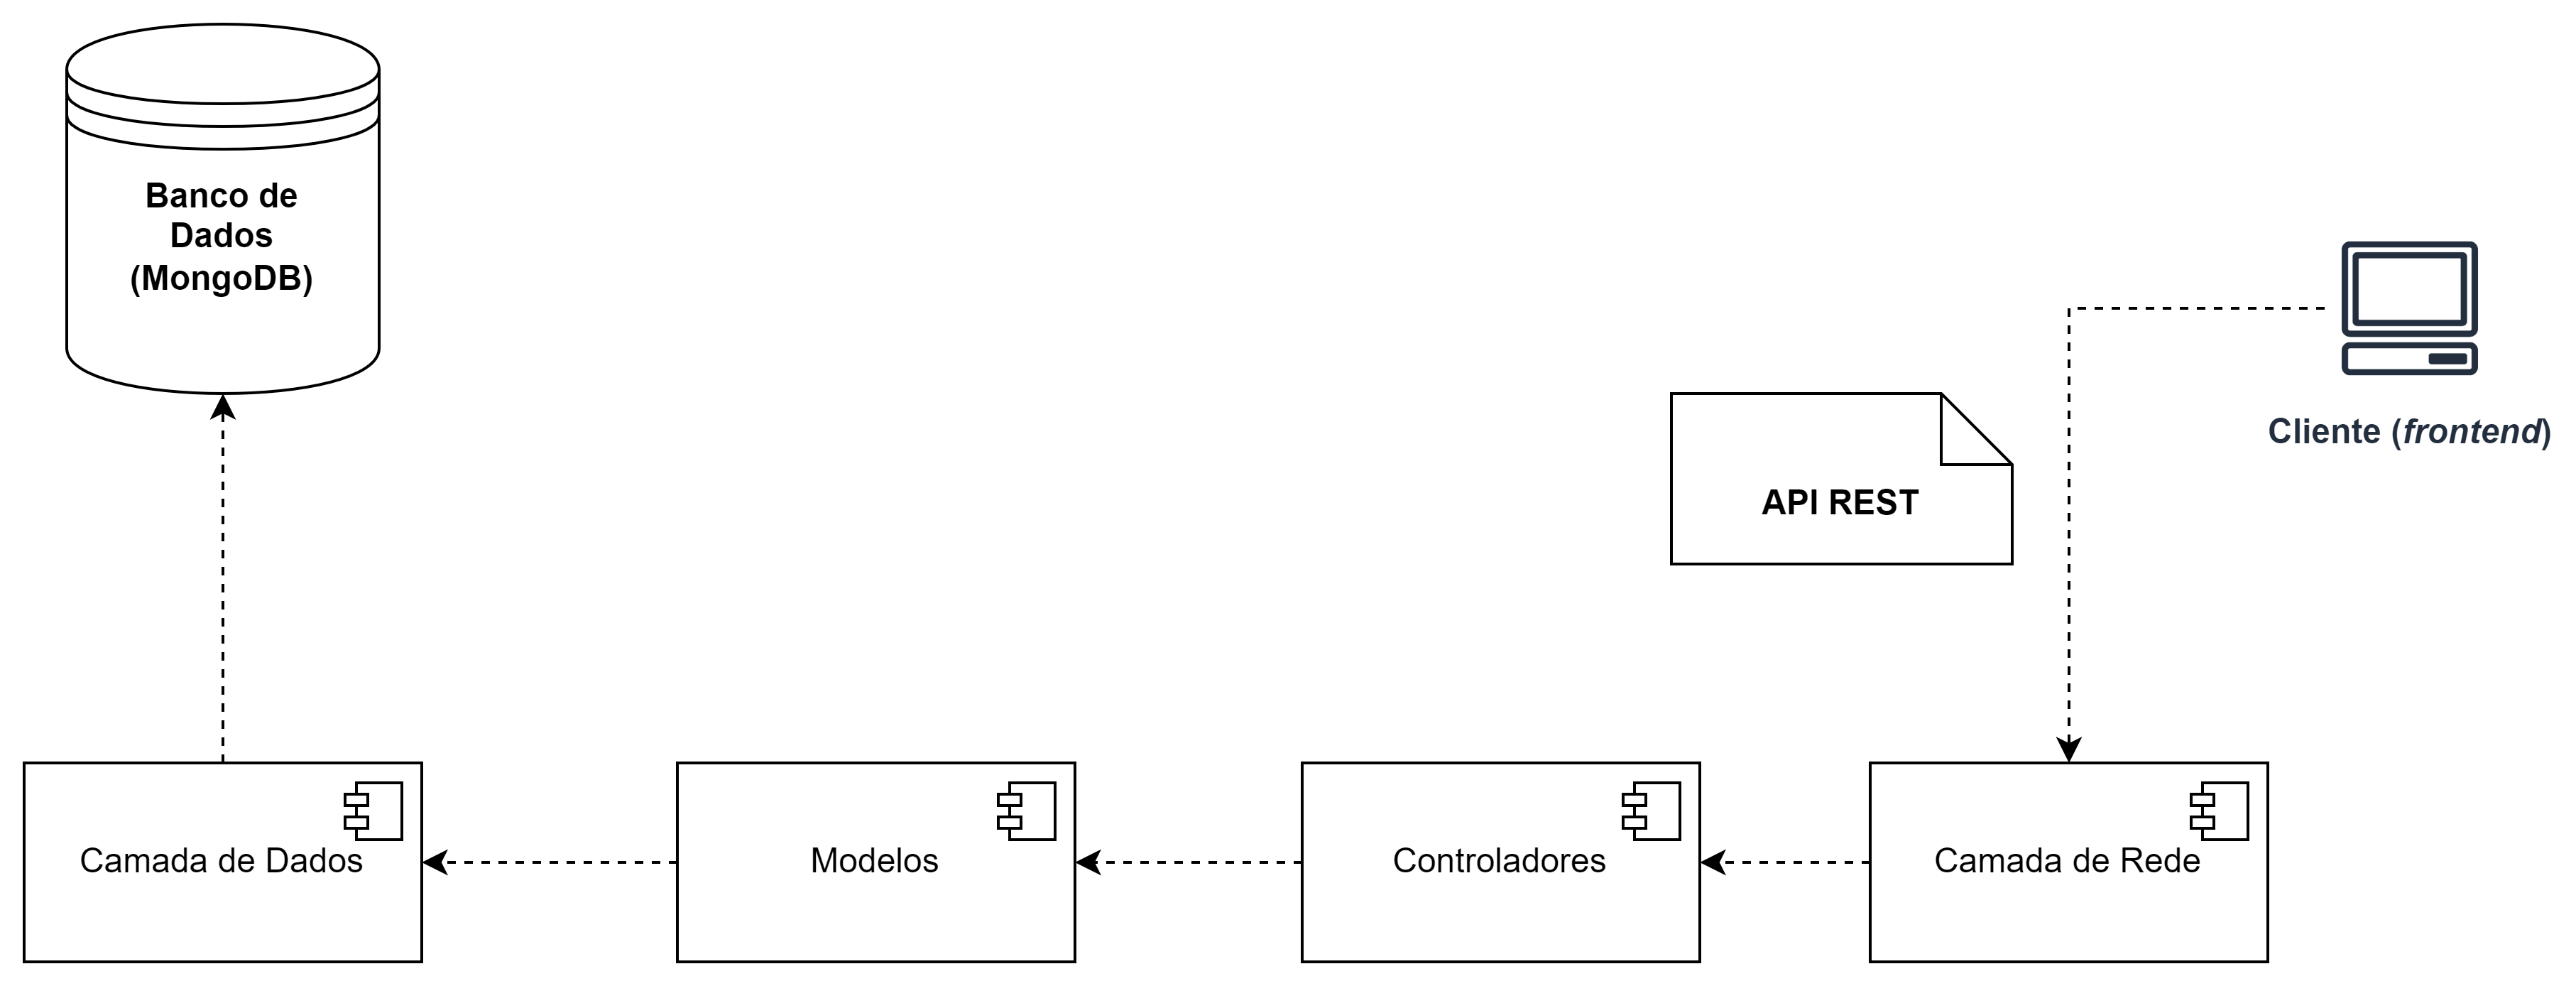 Banco de
Dados
(MongoDB)
Cliente (frontend)
API REST
Camada de Dados
Modelos
Controladores
Camada de Rede